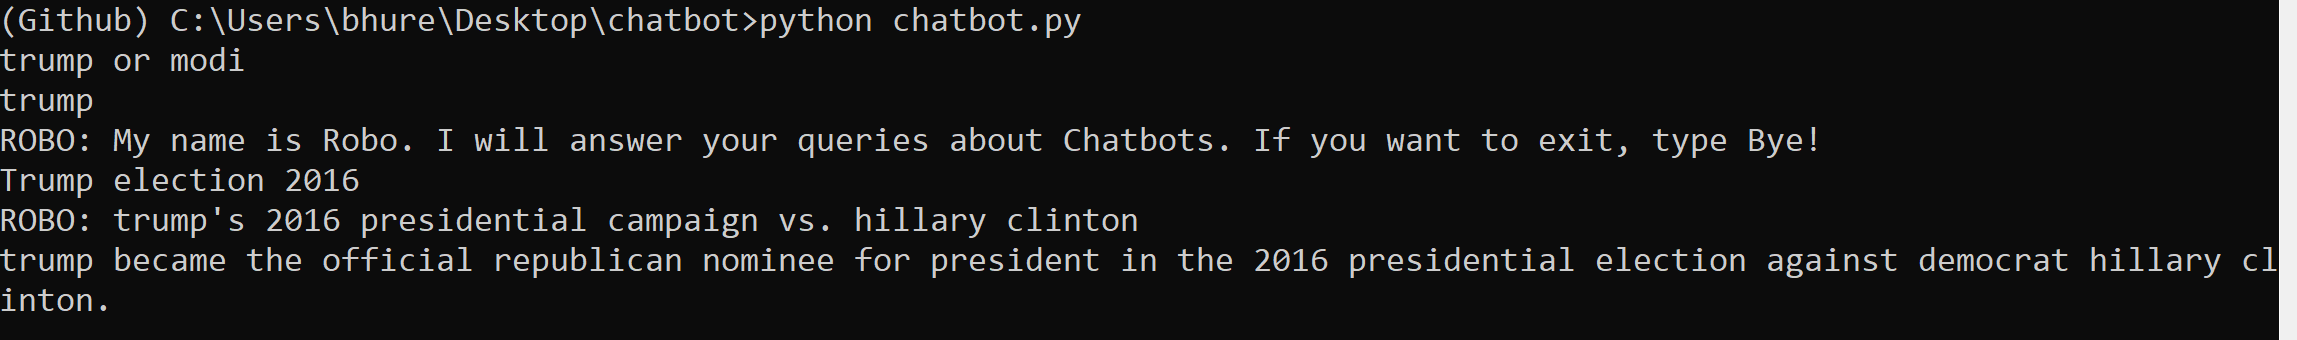 (Github) C:\Users\bhure\Desktop\chatbot>python chatbot.py
trump or modi
trump
ROBO: My name is Robo. I will answer your queries about Chatbots. If you want to exit, type Bye!
Trump election 2016
ROBO: trump's 2016 presidential campaign vs. hillary clinton
trump became the official republican nominee for president in the 2016 presidential election against democrat hillary cl
inton.